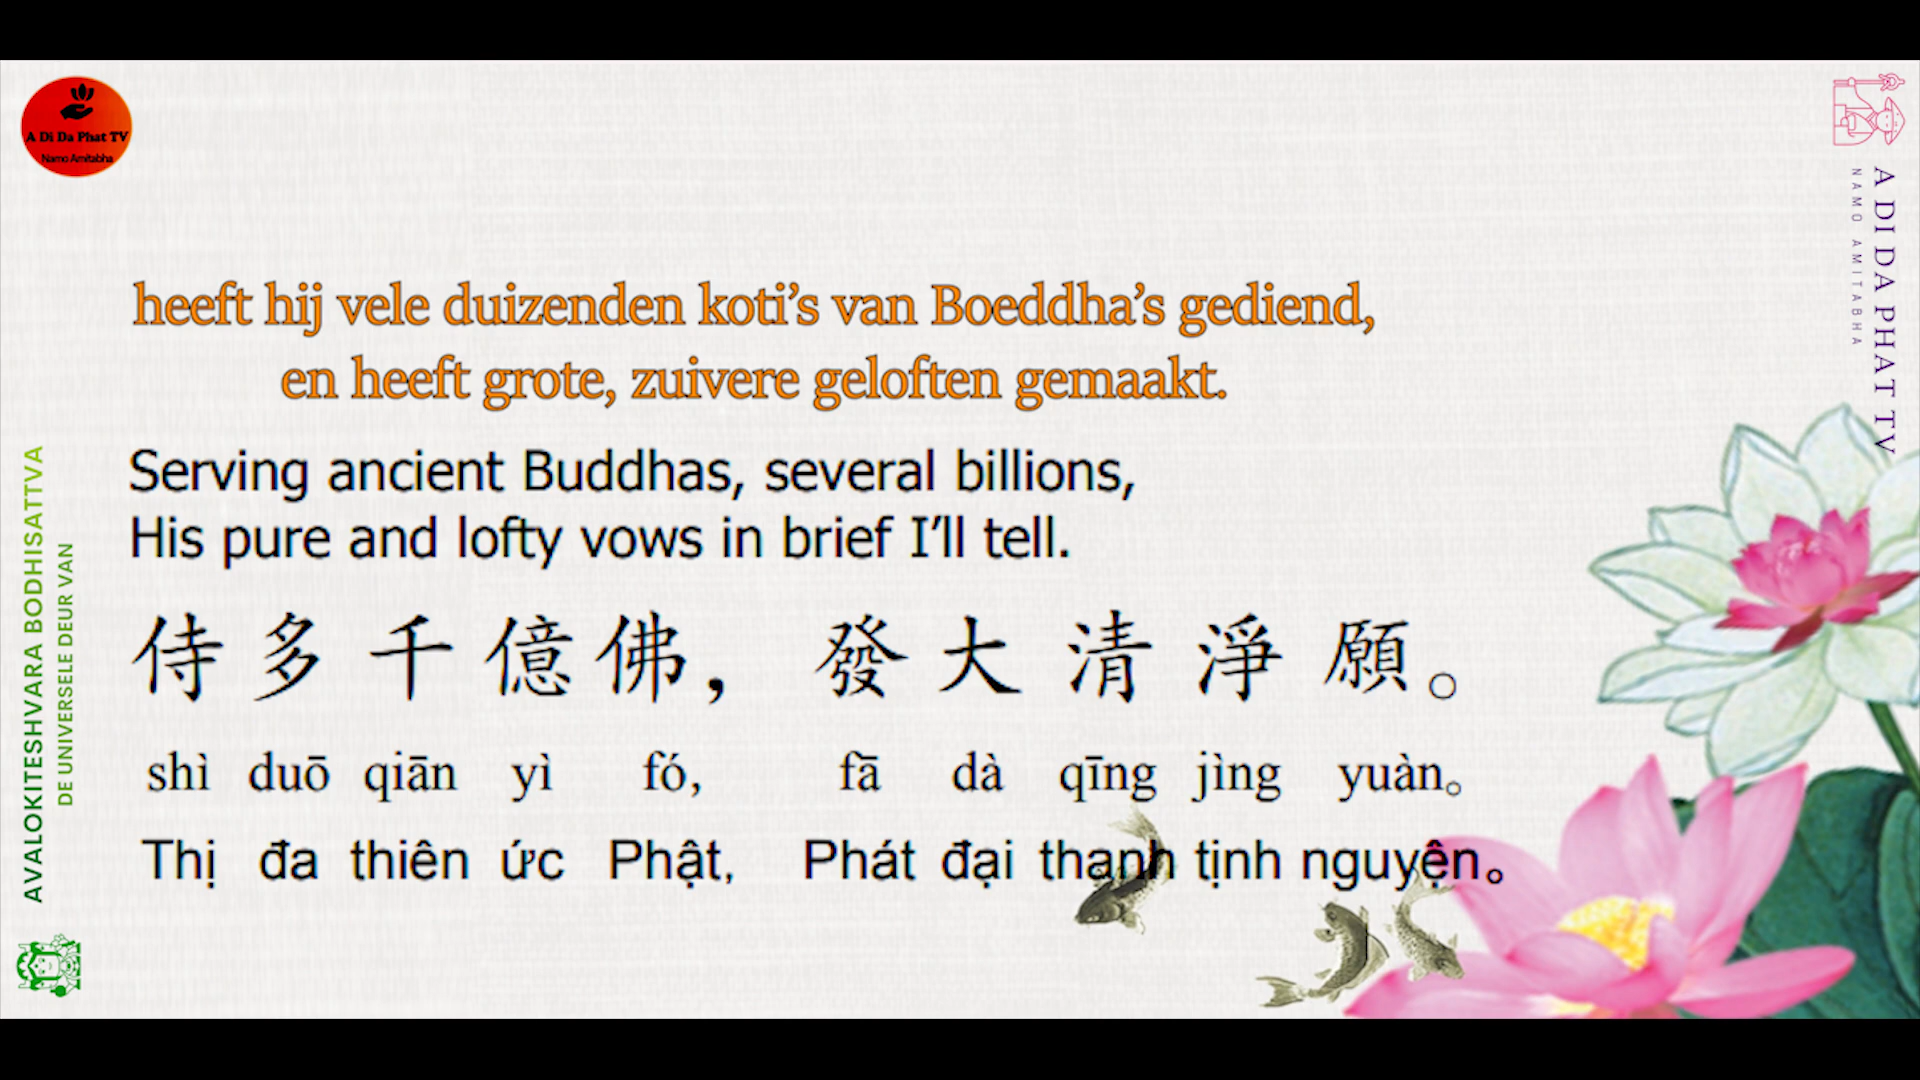 A Di Da Phat TV
Namo Amitabha
A DI DA PHAT TV
NAMO AMITABHA
heeft hij vele duizenden koti’s van Boeddha’s gediend,
en heeft grote, zuivere geloften gemaakt.
Serving ancient Buddhas, several billions,
His pure and lofty vows in brief I’ll tell.
侍多千億佛，發大清淨願。
shì duō qiān yì fó, fā dà qīng jìng yuàn。
Thị đa thiên ức Phật, Phát đại thanh tịnh nguyện。
AVALOKITESHVARA BODHISATTVA
DE UNIVERSELE DEUR VAN